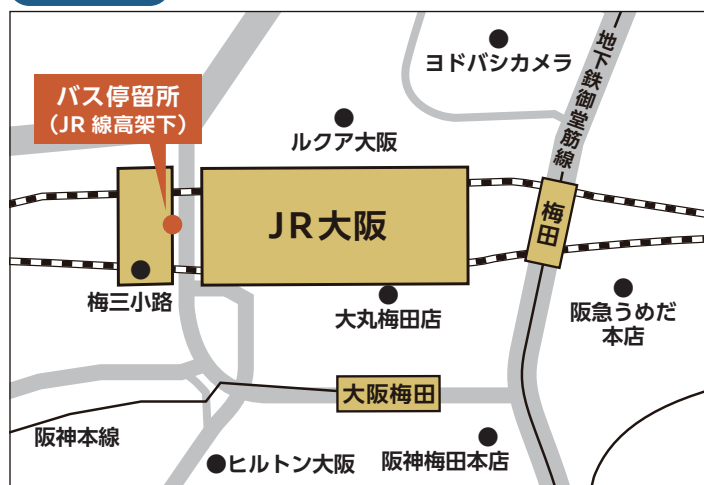 ヨドバシカメラ
地下鉄御堂筋線
バス停留所
（JR線高架下）
ルクア大阪
JR大阪
梅田
梅三小路
大丸梅田店
阪急うめだ
本店
大阪梅田
阪神本線
ヒルトン大阪
阪神梅田本店